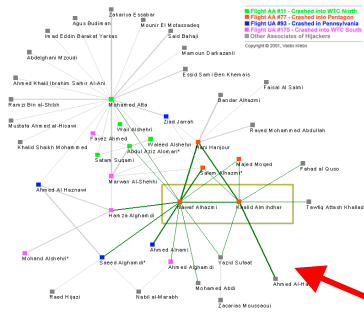 Flight AA #11 - Crashed into WTC North
Flight AA #77 - Crashed into Pentagon
Flight UA #93 - Crashed in Pennsylvania
Flight UA #175 - Crashed into WTC South
Other Associates of Hijackers
Copyright © 2001, Valdis Krebs
Zakariya Essabar
Agus Budiman
Mounir El Motassadeq
Imad Eddin Barakat Yarkas
Said Bahaji
Abdelghani Mzoudi
Mamoun Darkazanli
Essid Sami Ben Khemais
Ahmed Khalil Ibrahim Samir Al-Ani
Faisal Al Salmi
Ramzi Bin al-Shibh
Mohamed Atta
Bandar Alhazmi
Mustafa Ahmed al-Hisawi
Wail Alshehri
Ziad Jarrah
Rayed Mohammed Abdullah
Fayez Ahmed
Khalid Shaikh Mohammed
Waleed Alshehri
Hani Hanjour
Abdul Aziz Alomari*
Satam Suqami
Majed Moqed
Fahad al Quso
Salem Alhazmi*
Marwan Al-Shehhi
Ahmed Al Haznawi
Nawaf Alhazmi
Khalid Almihdhar
Tawfiq Attash Khallad
Hamza Alghamdi
Ahmed Alnami
Mohand Alshehri*
Saeed Alghamdi*
Ahmed Alghamdi
Yazid Sufaat
Mohamed Abdi
Ahmed Al-Ha
Raed Hijazi
Nabil al-Marabh
Zacarias Moussaoui